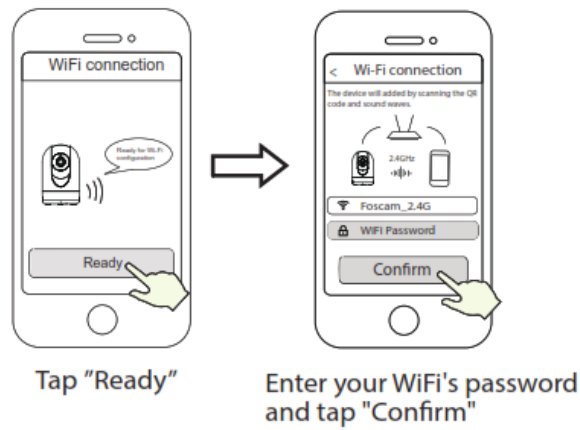 WiFi connection
Ready for Wi-Fi
configuration
Ready
Tap "Ready"
< Wi-Fi connection
The device will added by scanning the QR
code and sound waves.
2.4GHz
Foscam_2.4G
WiFi Password
Confirm
Enter your WiFi's password
and tap "Confirm"